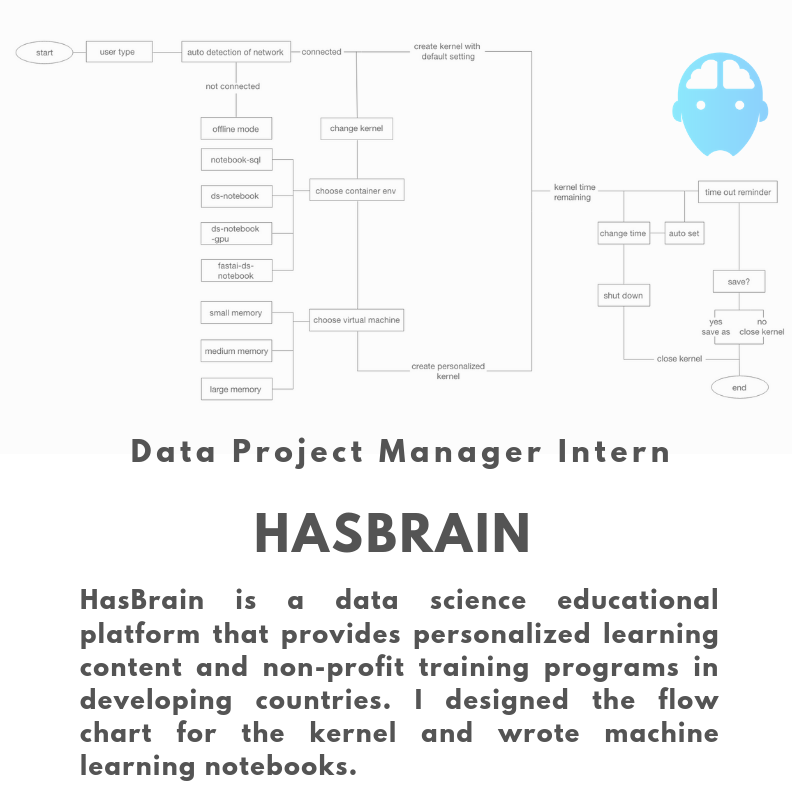 start
user type
auto detection of network
connected
create kernel with
default setting
not connected
offline mode
change kernel
notebook-sql
choose container env
kernel time
remaining
time out reminder
ds-notebook
ds-notebook
-gpu
change time
auto set
fastai-ds-
notebook
save?
shut down
small memory
choose virtual machine
yes
save as
no
close kernel
medium memory
close kernel
create personalized
kernel
large memory
end
Data Project Manager Intern
HASBRAIN
HasBrain is a data science educational
platform that provides personalized learning
content and non-profit training programs in
developing countries. I designed the flow
chart for the kernel and wrote machine
learning notebooks.